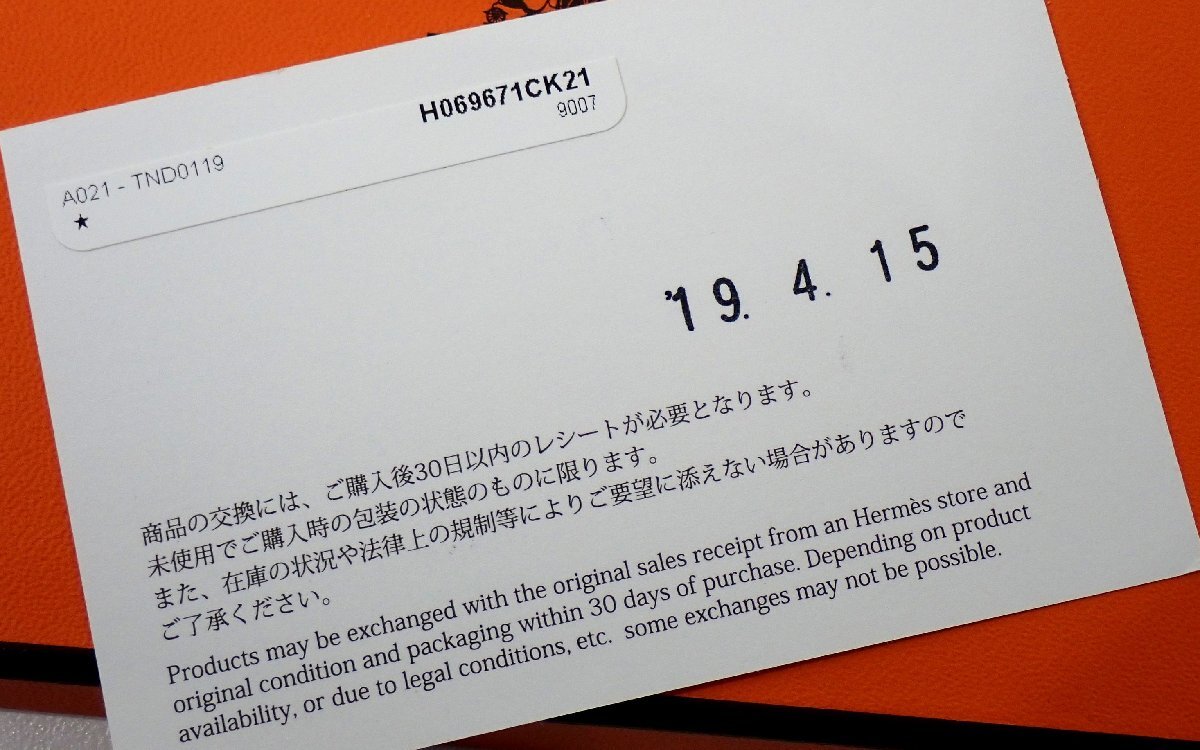 H069671CK21
9007
A021 - TND0119
★
'19. 4. 15
商品の交換には、ご購入後30日以内のレシートが必要となります。
未使用でご購入時の包装の状態のものに限ります。
また、在庫の状況や法律上の規制等によりご要望に添えない場合がありますので
ご了承ください。
Products may be exchanged with the original sales receipt from an Hermès store and
original condition and packaging within 30 days of purchase. Depending on product
availability, or due to legal conditions, etc. some exchanges may not be possible.